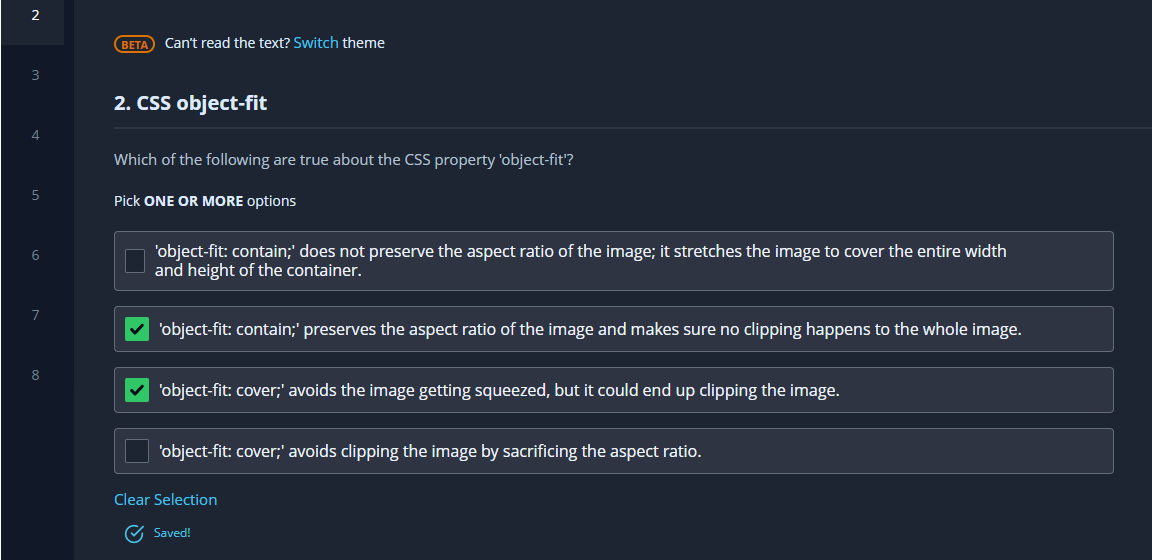 2
BETA Can't read the text? Switch theme
3
2. CSS object-fit
4
Which of the following are true about the CSS property 'object-fit'?
5
Pick ONE OR MORE options
6
'object-fit: contain;' does not preserve the aspect ratio of the image; it stretches the image to cover the entire width
and height of the container.
7
'object-fit: contain;' preserves the aspect ratio of the image and makes sure no clipping happens to the whole image.
8
'object-fit: cover;' avoids the image getting squeezed, but it could end up clipping the image.
'object-fit: cover;' avoids clipping the image by sacrificing the aspect ratio.
Clear Selection
Saved!